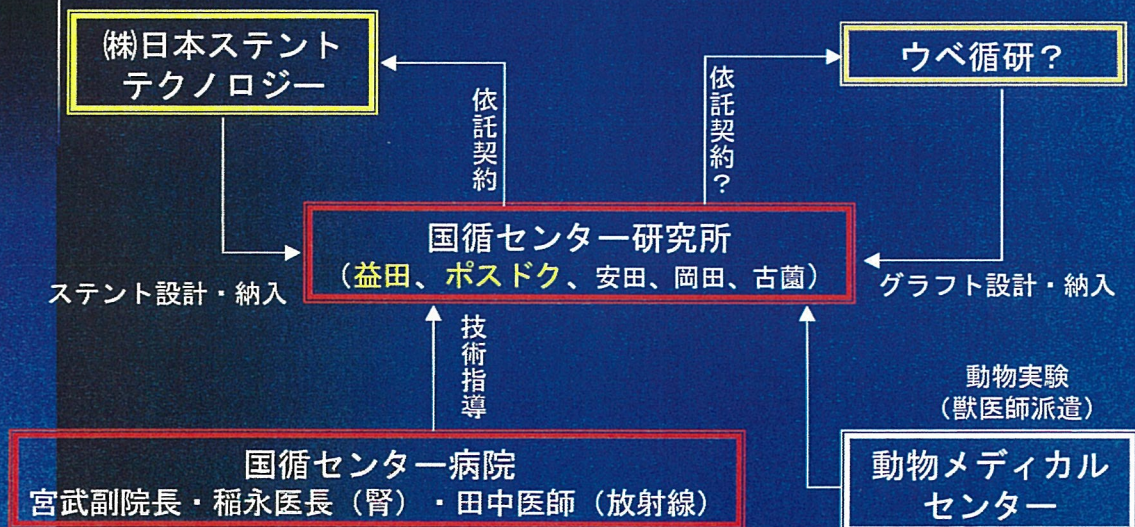 ㈱日本ステント
テクノロジー
ウベ循研？
依託契約
依託契約？
国循センター研究所
（益田、ポスドク、安田、岡田、古薗）
ステント設計・納入
グラフト設計・納入
技術指導
動物実験
（獣医師派遣）
国循センター病院
宮武副院長・稲永医長（腎）・田中医師（放射線）
動物メディカル
センター